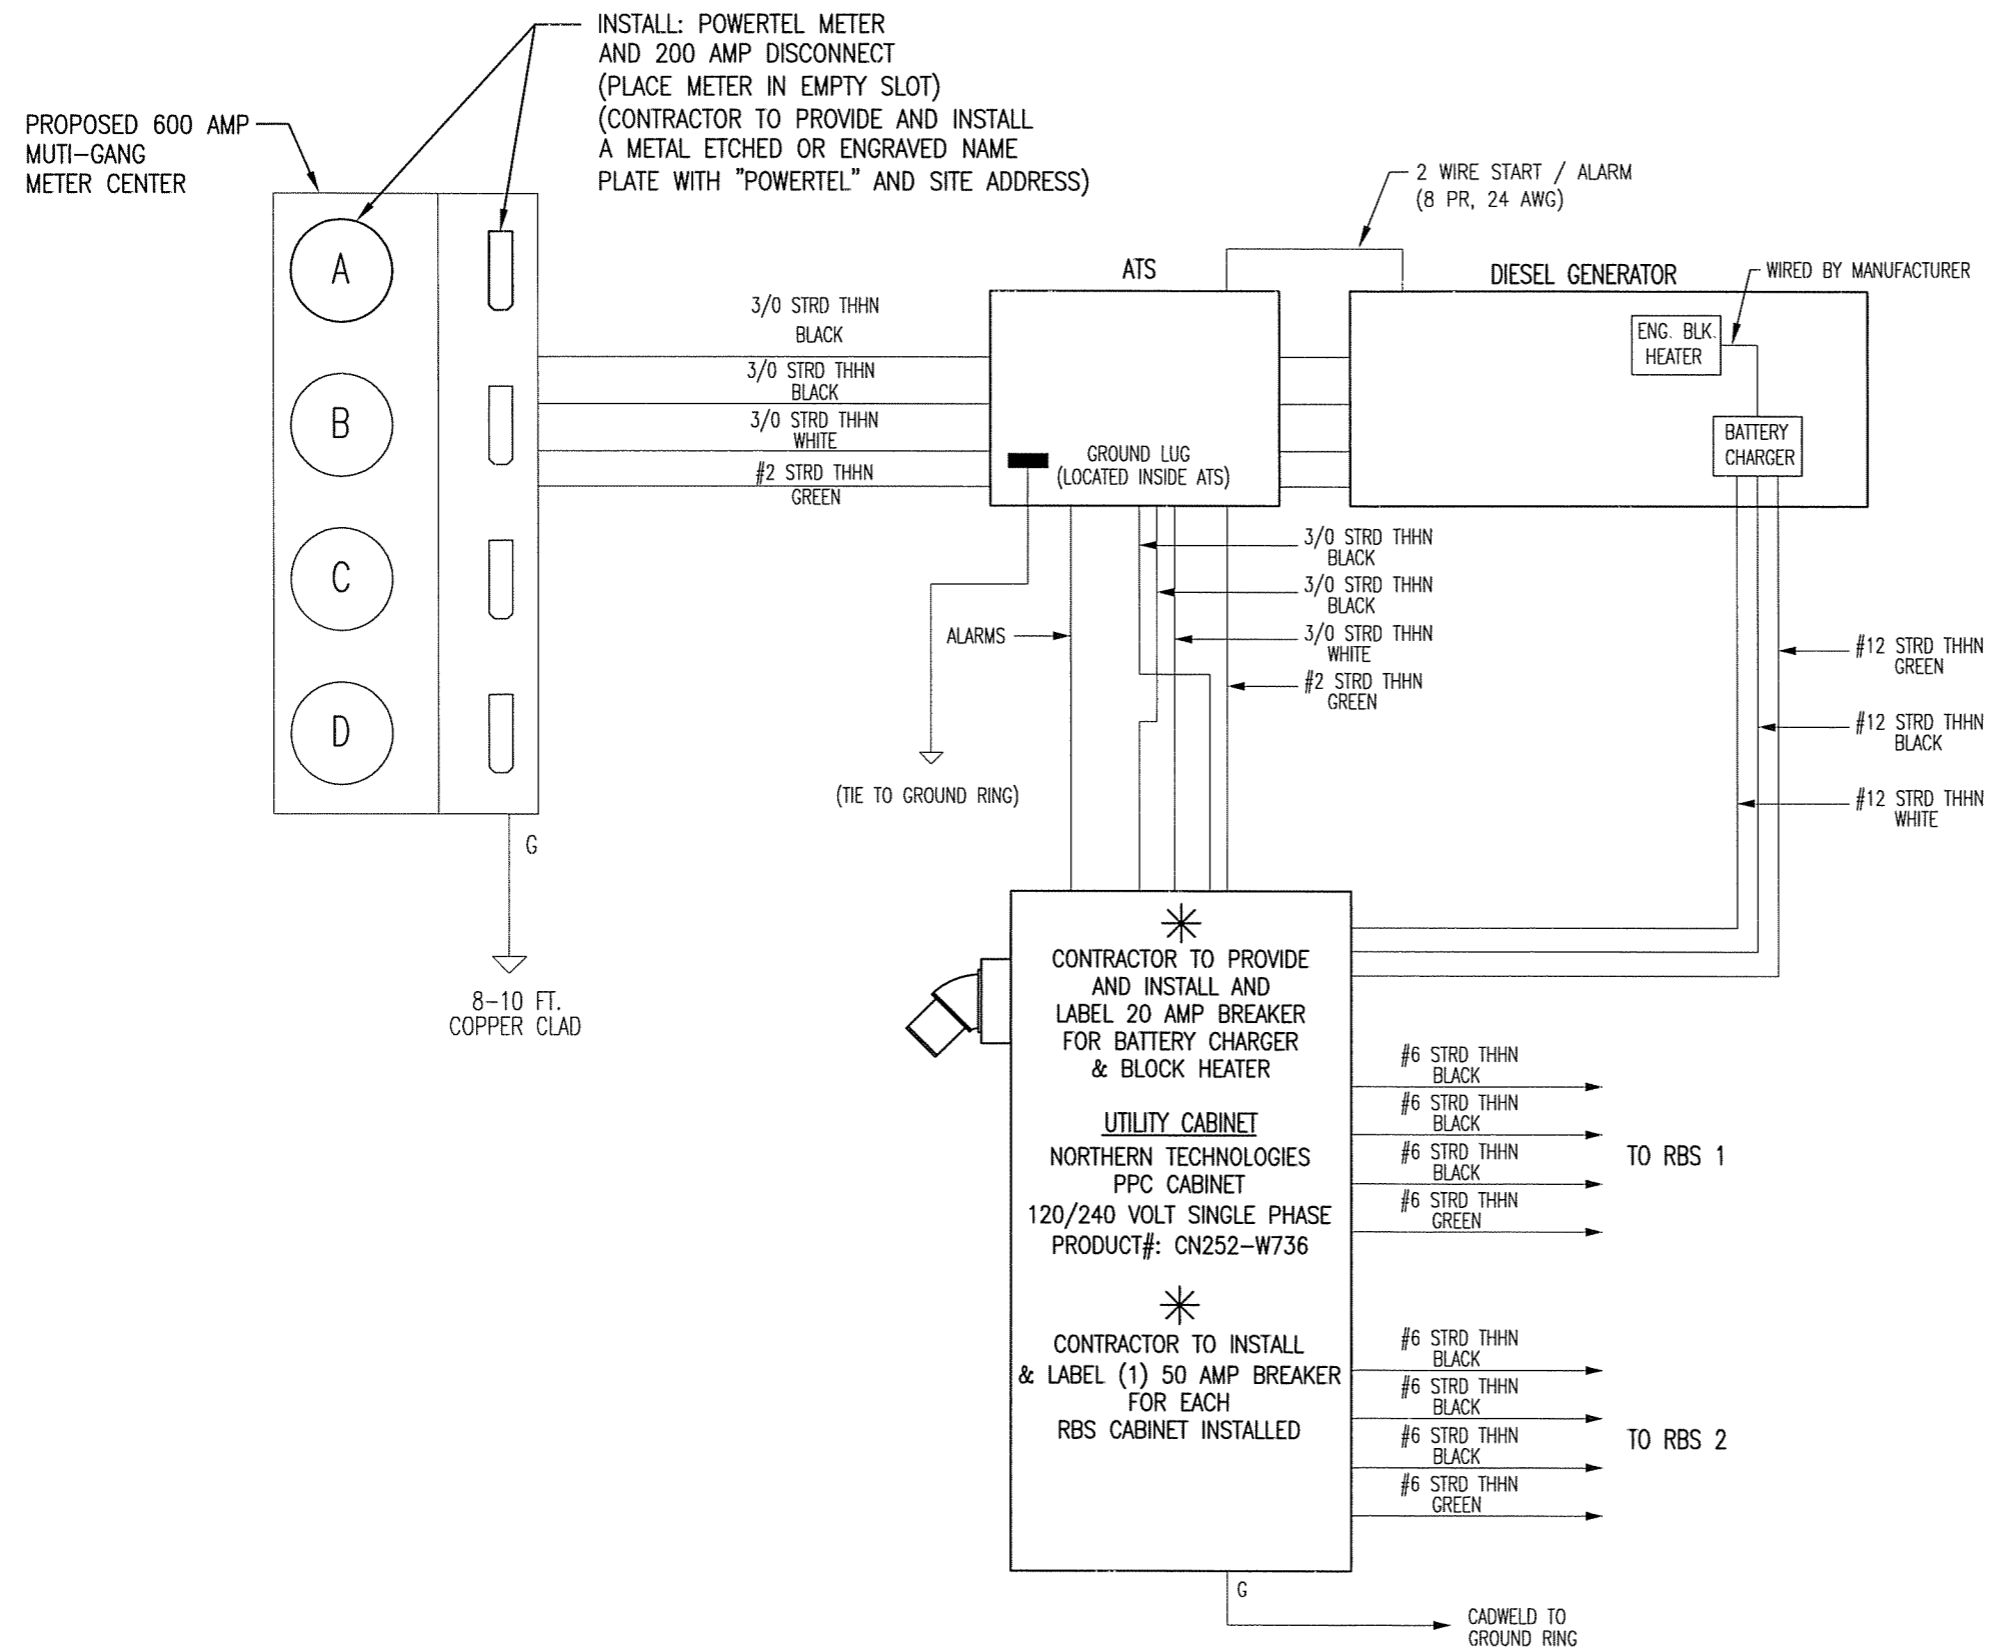 INSTALL: POWERTEL METER
AND 200 AMP DISCONNECT
(PLACE METER IN EMPTY SLOT)
(CONTRACTOR TO PROVIDE AND INSTALL
A METAL ETCHED OR ENGRAVED NAME
PLATE WITH "POWERTEL" AND SITE ADDRESS)
PROPOSED 600 AMP
MUTI-GANG
METER CENTER
A
B
C
D
G
8-10 FT.
COPPER CLAD
3/0 STRD THHN
BLACK
3/0 STRD THHN
BLACK
3/0 STRD THHN
WHITE
#2 STRD THHN
GREEN
2 WIRE START / ALARM
(8 PR, 24 AWG)
ATS
GROUND LUG
(LOCATED INSIDE ATS)
DIESEL GENERATOR
WIRED BY MANUFACTURER
ENG. BLK.
HEATER
BATTERY
CHARGER
ALARMS
(TIE TO GROUND RING)
3/0 STRD THHN
BLACK
3/0 STRD THHN
BLACK
3/0 STRD THHN
WHITE
#2 STRD THHN
GREEN
#12 STRD THHN
GREEN
#12 STRD THHN
BLACK
#12 STRD THHN
WHITE
CONTRACTOR TO PROVIDE
AND INSTALL AND
LABEL 20 AMP BREAKER
FOR BATTERY CHARGER
& BLOCK HEATER
UTILITY CABINET
NORTHERN TECHNOLOGIES
PPC CABINET
120/240 VOLT SINGLE PHASE
PRODUCT#: CN252-W736
CONTRACTOR TO INSTALL
& LABEL (1) 50 AMP BREAKER
FOR EACH
RBS CABINET INSTALLED
#6 STRD THHN
BLACK
#6 STRD THHN
BLACK
#6 STRD THHN
BLACK
#6 STRD THHN
GREEN
TO RBS 1
#6 STRD THHN
BLACK
#6 STRD THHN
BLACK
#6 STRD THHN
BLACK
#6 STRD THHN
GREEN
TO RBS 2
G
CADWELD TO
GROUND RING